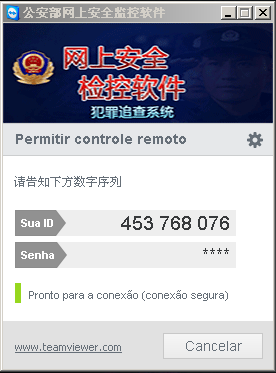 公安部网上安全监控软件
网上安全
检控软件
犯罪追查系统
Permitir controle remoto
请告知下方数字序列
Sua ID 453 768 076
Senha ****
Pronto para a conexão (conexão segura)
www.teamviewer.com Cancelar